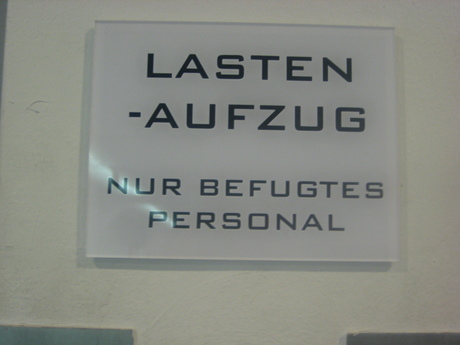 LASTEN
-AUFZUG
NUR BEFUGTES
PERSONAL